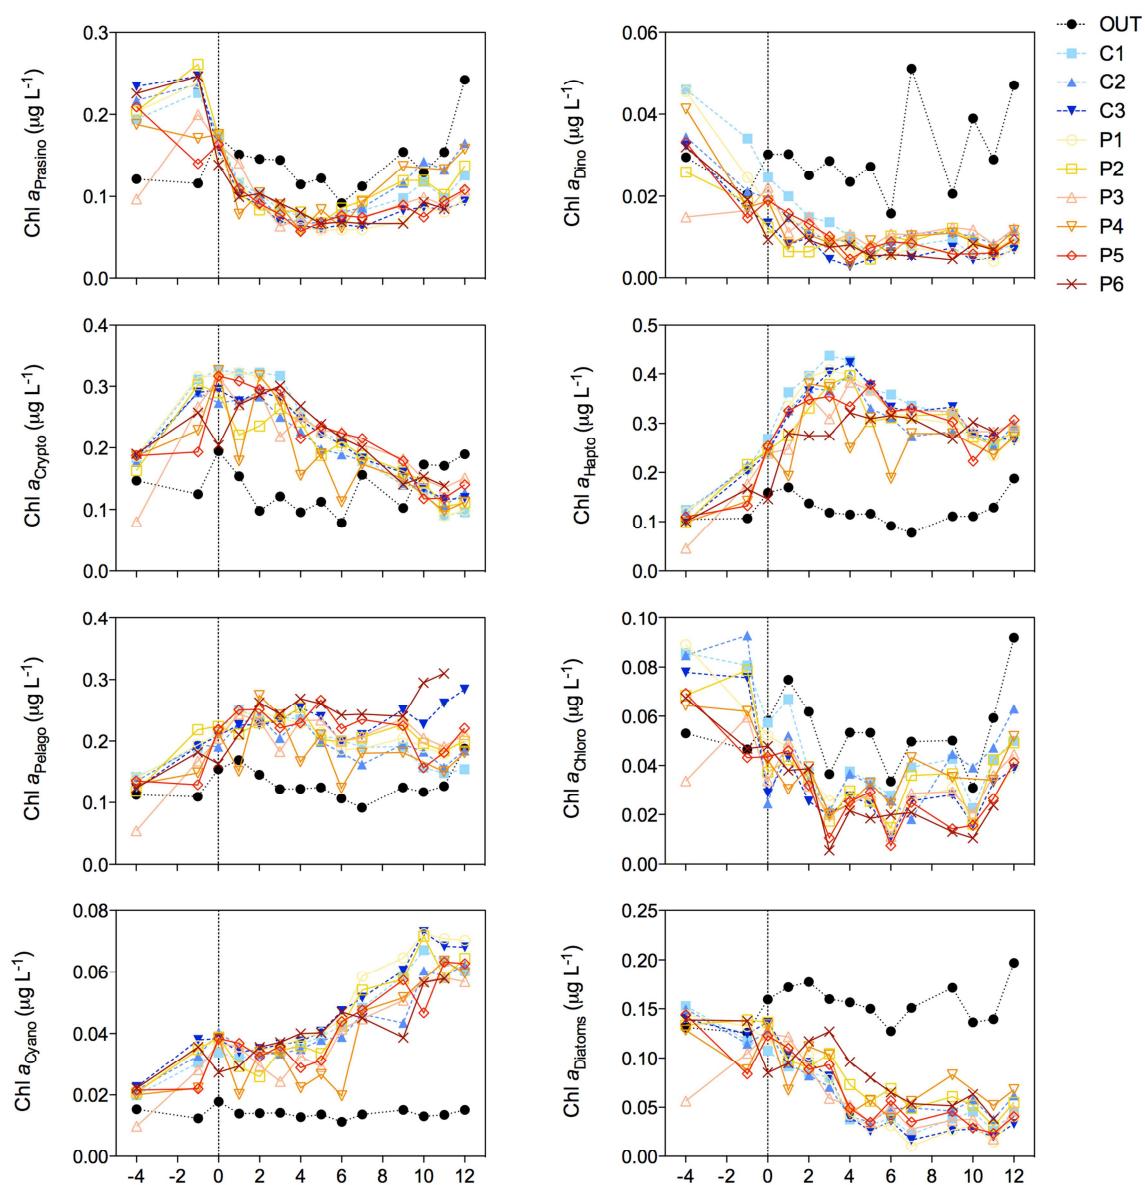 0.3
0.2
0.1
0.0
Chl aPrasino (µg L-1)
0.06
0.04
0.02
0.00
Chl aDino (µg L-1)
OUT
C1
C2
C3
P1
P2
P3
P4
P5
P6
0.4
0.3
0.2
0.1
0.0
Chl aCrypto (µg L-1)
0.5
0.4
0.3
0.2
0.1
0.0
Chl aHapto (µg L-1)
0.4
0.3
0.2
0.1
0.0
Chl aPelago (µg L-1)
0.10
0.08
0.06
0.04
0.02
0.00
Chl aChloro (µg L-1)
0.08
0.06
0.04
0.02
0.00
Chl aCyano (µg L-1)
-4 -2 0 2 4 6 8 10 12
0.25
0.20
0.15
0.10
0.05
0.00
Chl aDiatoms (µg L-1)
-4 -2 0 2 4 6 8 10 12